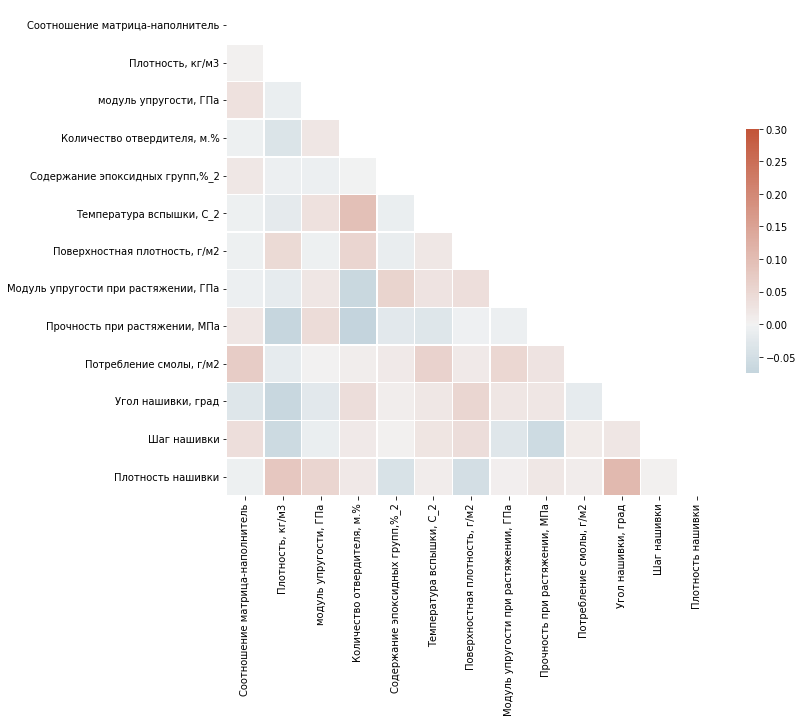 Соотношение матрица-наполнитель
Плотность, кг/м3
модуль упругости, ГПа
Количество отвердителя, м.%
Содержание эпоксидных групп,%_2
Температура вспышки, С_2
Поверхностная плотность, г/м2
Модуль упругости при растяжении, ГПа
Прочность при растяжении, МПа
Потребление смолы, г/м2
Угол нашивки, град
Шаг нашивки
Плотность нашивки
Соотношение матрица-наполнитель
Плотность, кг/м3
модуль упругости, ГПа
Количество отвердителя, м.%
Содержание эпоксидных групп,%_2
Температура вспышки, С_2
Поверхностная плотность, г/м2
Модуль упругости при растяжении, ГПа
Прочность при растяжении, МПа
Потребление смолы, г/м2
Угол нашивки, град
Шаг нашивки
Плотность нашивки
0.30
0.25
0.20
0.15
0.10
0.05
0.00
−0.05